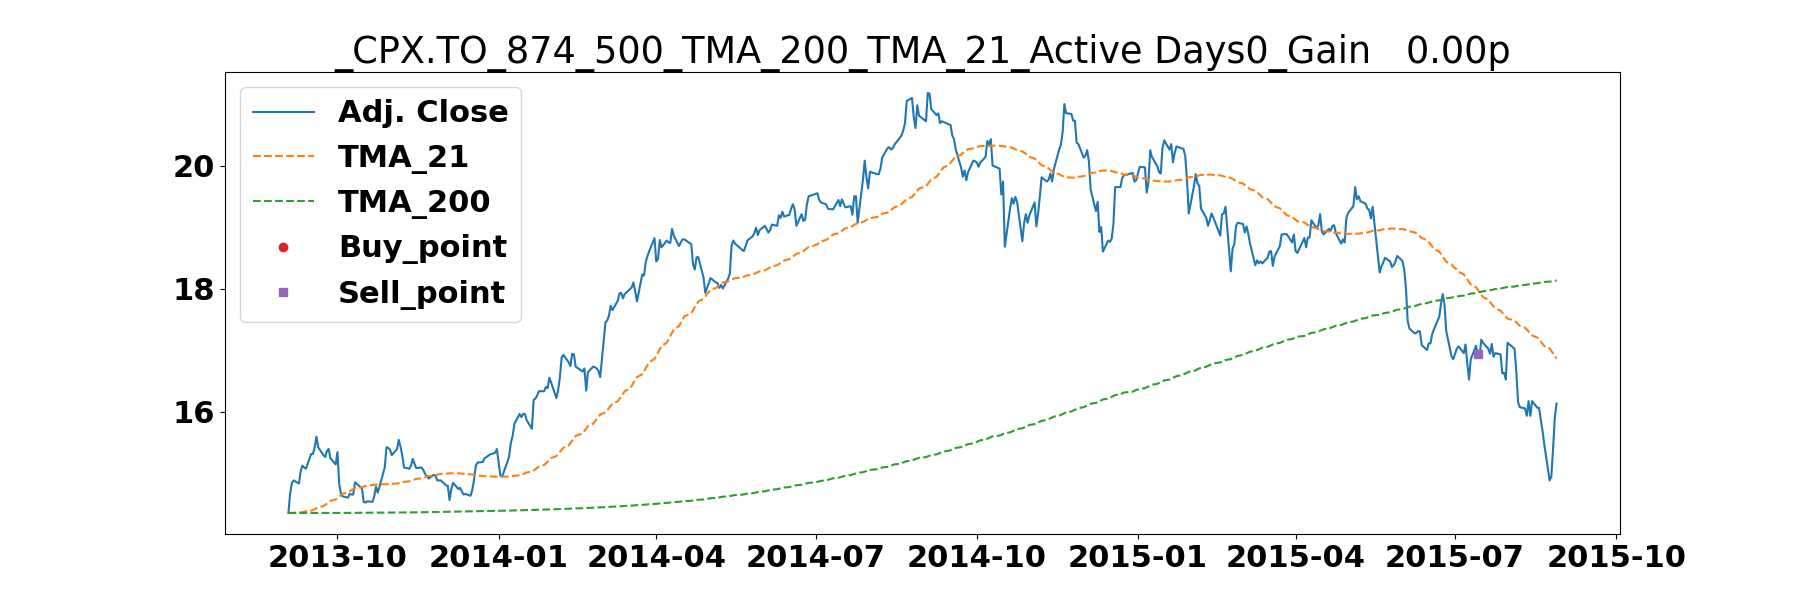 _CPX.TO_874_500_TMA_200_TMA_21_Active Days0_Gain   0.00p
Adj. Close
TMA_21
TMA_200
Buy_point
Sell_point
20
18
16
2013-10 2014-01 2014-04 2014-07 2014-10 2015-01 2015-04 2015-07 2015-10